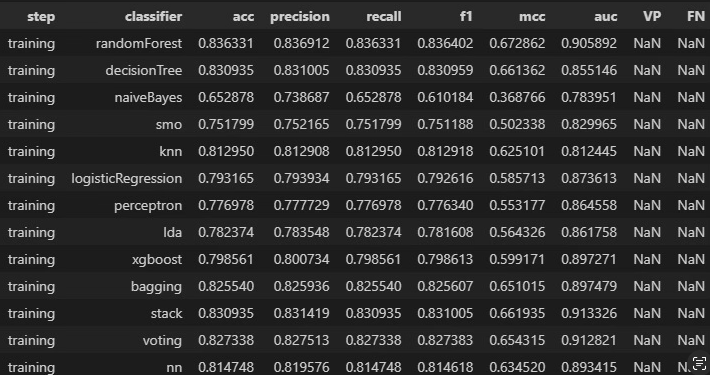 step classifier acc precision recall f1 mcc auc VP FN
training randomForest 0.836331 0.836912 0.836331 0.836402 0.672862 0.905892 NaN NaN
training decisionTree 0.830935 0.831005 0.830935 0.830959 0.661362 0.855146 NaN NaN
training naiveBayes 0.652878 0.738687 0.652878 0.610184 0.368766 0.783951 NaN NaN
training smo 0.751799 0.752165 0.751799 0.751188 0.502338 0.829965 NaN NaN
training knn 0.812950 0.812908 0.812950 0.812918 0.625101 0.812445 NaN NaN
training logisticRegression 0.793165 0.793934 0.793165 0.792616 0.585713 0.873613 NaN NaN
training perceptron 0.776978 0.777729 0.776978 0.776340 0.553177 0.864558 NaN NaN
training lda 0.782374 0.783548 0.782374 0.781608 0.564326 0.861758 NaN NaN
training xgboost 0.798561 0.800734 0.798561 0.798613 0.599171 0.897271 NaN NaN
training bagging 0.825540 0.825936 0.825540 0.825607 0.651015 0.897479 NaN NaN
training stack 0.830935 0.831419 0.830935 0.831005 0.661935 0.913326 NaN NaN
training voting 0.827338 0.827513 0.827338 0.827383 0.654315 0.912821 NaN NaN
training nn 0.814748 0.819576 0.814748 0.814618 0.634520 0.893415 NaN